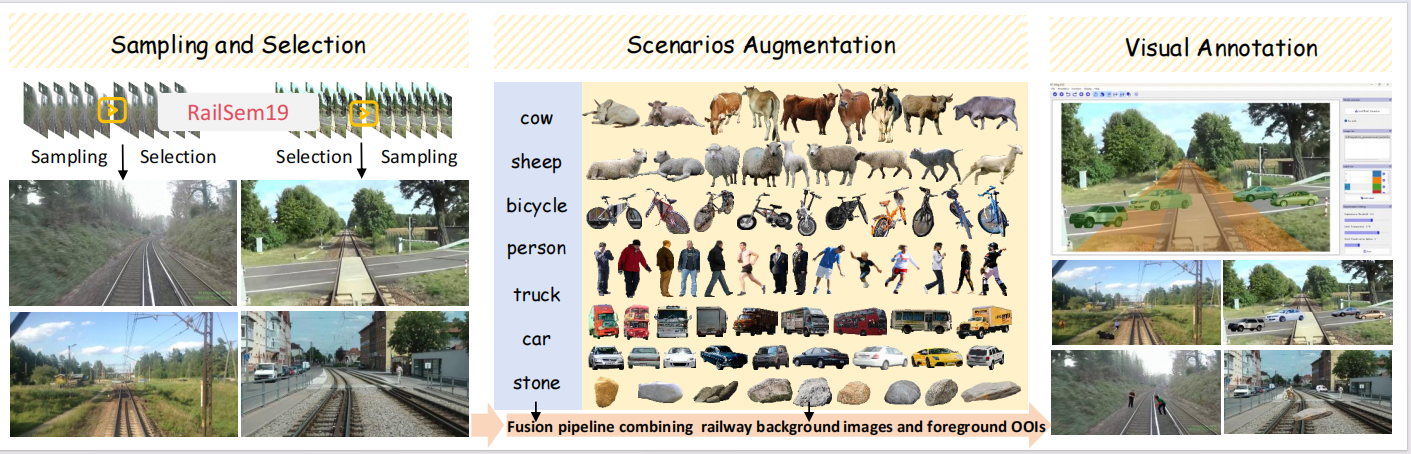 Sampling and Selection
Scenarios Augmentation
Visual Annotation
RailSem19
Sampling
Selection
Selection
Sampling
cow
sheep
bicycle
person
truck
car
stone
Fusion pipeline combining railway background images and foreground OOIs